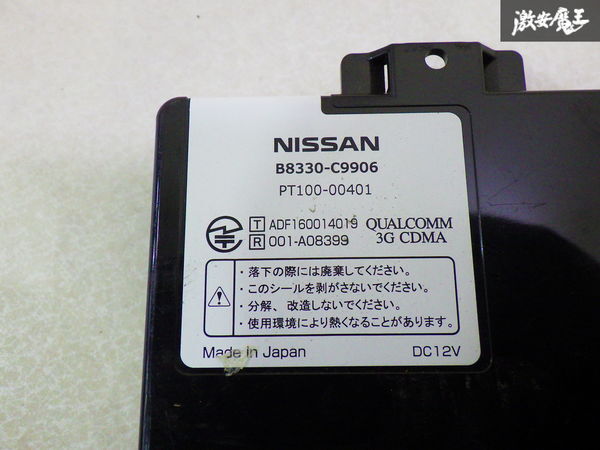 激安魔王
NISSAN
B8330-C9906
PT100-00401
T ADF160014019
R 001-A08399
QUALCOMM
3G CDMA
・落下の際には廃棄してください。
・このシールを剥がさないでください。
・分解、改造しないでください。
・使用環境により熱くなることがあります。
Made in Japan
DC12V